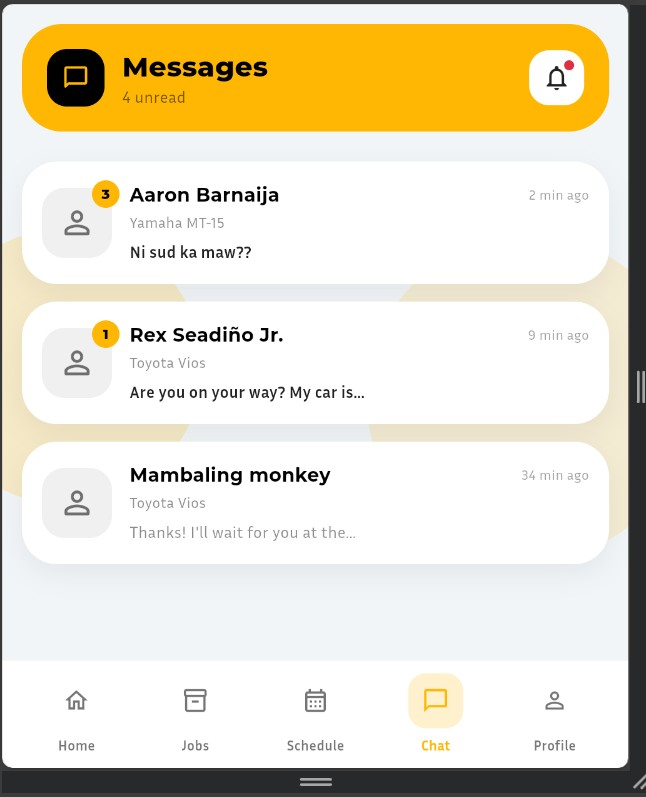 Messages
4 unread
3
Aaron Barnaija
2 min ago
Yamaha MT-15
Ni sud ka maw??
1
Rex Seadiño Jr.
9 min ago
Toyota Vios
Are you on your way? My car is...
Mambaling monkey
34 min ago
Toyota Vios
Thanks! I'll wait for you at the...
Home
Jobs
Schedule
Chat
Profile